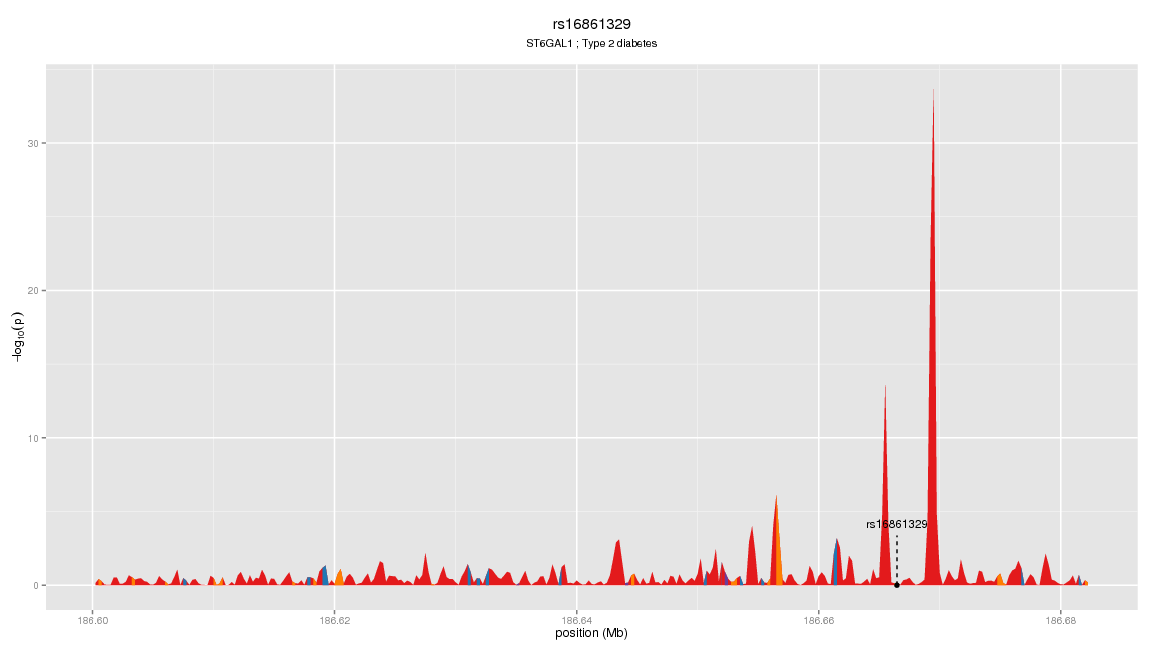 rs16861329
ST6GAL1 ; Type 2 diabetes
30
20
10
0
−log10(p)
rs16861329
186.60 186.62 186.64 186.66 186.68
position (Mb)